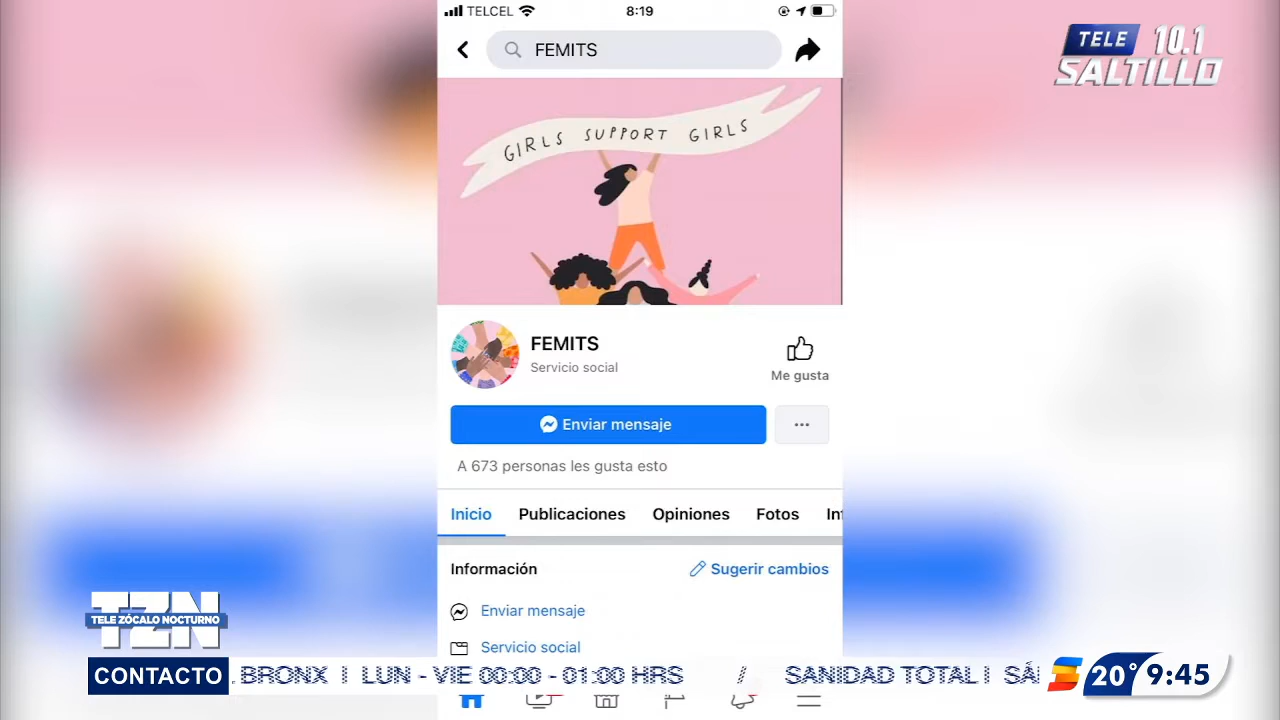 TELCEL
8:19
FEMITS
TELE 10.1
SALTILLO
GIRLS SUPPORT GIRLS
FEMITS
Servicio social
Me gusta
Enviar mensaje
A 673 personas les gusta esto
Inicio Publicaciones Opiniones Fotos In
Información
Sugerir cambios
Enviar mensaje
Servicio social
TZN
TELE ZÓCALO NOCTURNO
CONTACTO
BRONX | LUN - VIE 00:00 - 01:00 HRS / SANIDAD TOTAL | SÁ
20° 9:45